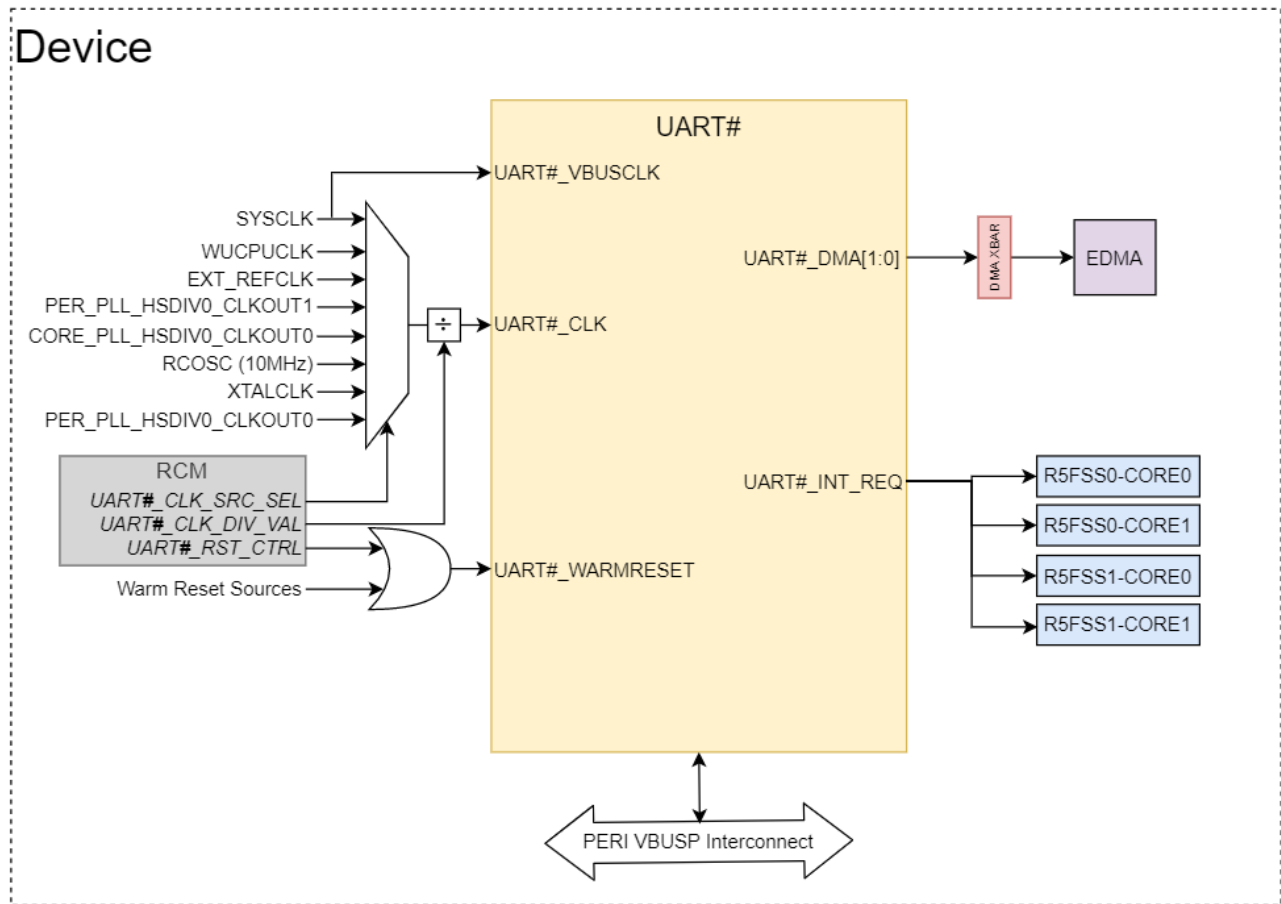 Device
UART#
UART#_VBUSCLK
SYSCLK
WUCPUCLK
EXT_REFCLK
PER_PLL_HSDIV0_CLKOUT1
CORE_PLL_HSDIV0_CLKOUT0
RCOSC (10MHz)
XTALCLK
PER_PLL_HSDIV0_CLKOUT0
÷
UART#_CLK
RCM
UART#_CLK_SRC_SEL
UART#_CLK_DIV_VAL
UART#_RST_CTRL
Warm Reset Sources
UART#_WARMRESET
UART#_DMA[1:0]
DMA XBAR
EDMA
UART#_INT_REQ
R5FSS0-CORE0
R5FSS0-CORE1
R5FSS1-CORE0
R5FSS1-CORE1
PERI VBUSP Interconnect